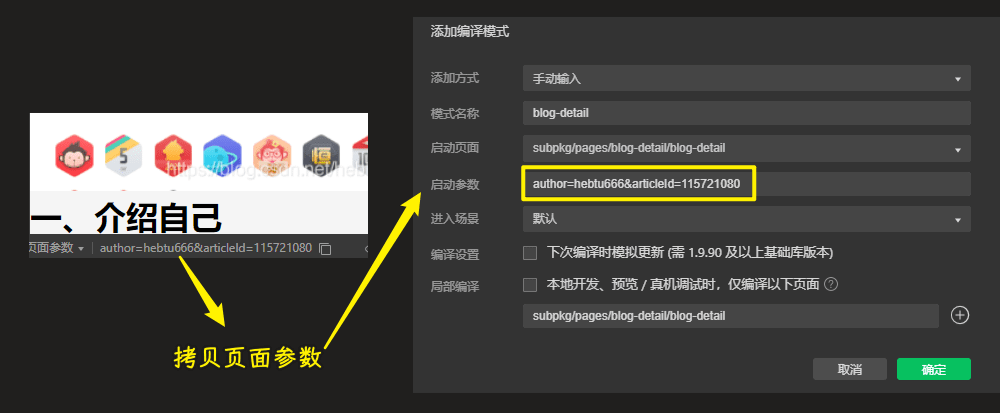 5
https://blog.csdn.net/he
10
一、介绍自己
页面参数 author=hebtu666&articleId=115721080
拷贝页面参数
添加编译模式
添加方式 手动输入
模式名称 blog-detail
启动页面 subpkg/pages/blog-detail/blog-detail
启动参数 author=hebtu666&articleId=115721080
进入场景 默认
编译设置 下次编译时模拟更新 (需 1.9.90 及以上基础库版本)
局部编译 本地开发、预览 / 真机调试时，仅编译以下页面 ?
subpkg/pages/blog-detail/blog-detail
取消 确定